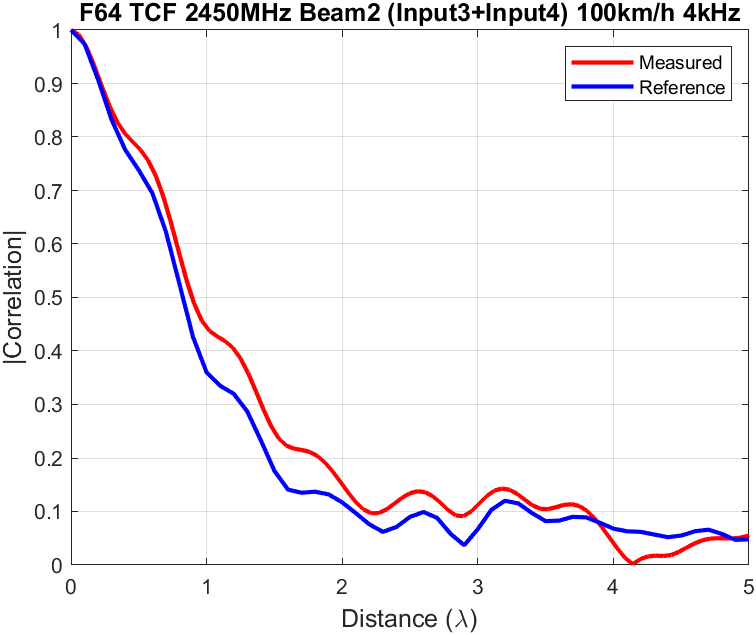 F64 TCF 2450MHz Beam2 (Input3+Input4) 100km/h 4kHz
Measured
Reference
|Correlation|
1
0.9
0.8
0.7
0.6
0.5
0.4
0.3
0.2
0.1
0
0 1 2 3 4 5
Distance (λ)